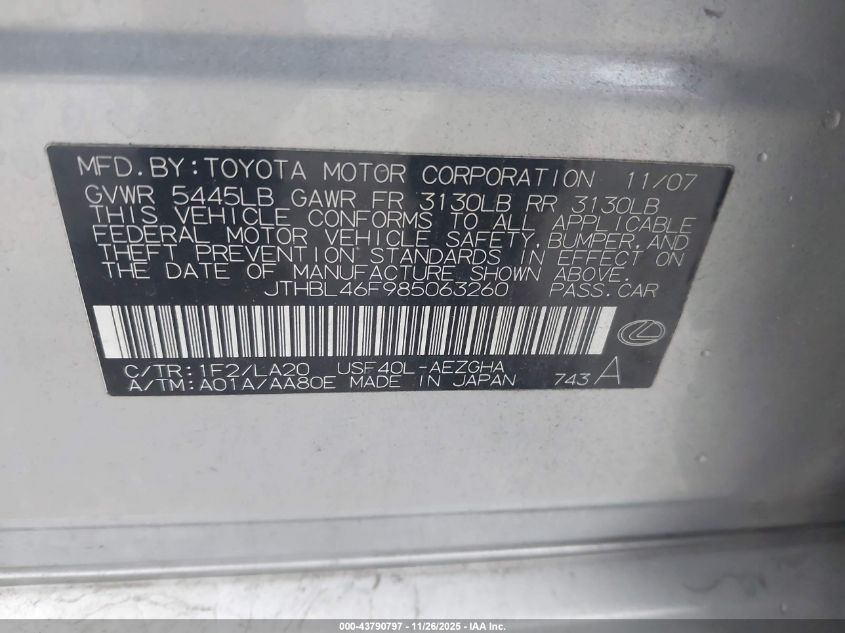 MFD.BY:TOYOTA MOTOR CORPORATION 11/07
GVWR 5445LB GAWR FR 3130LB RR 3130LB
THIS VEHICLE CONFORMS TO ALL APPLICABLE
FEDERAL MOTOR VEHICLE SAFETY,BUMPER,AND
THEFT PREVENTION STANDARDS IN EFFECT ON
THE DATE OF MANUFACTURE SHOWN ABOVE.
JTHBL46F985063260 PASS.CAR
C/TR:1F2/LA20 USF40L-AEZGHA
A/TM:A01A/AA80E MADE IN JAPAN 743 A
000-43790797 - 11/26/2025 - IAA Inc.